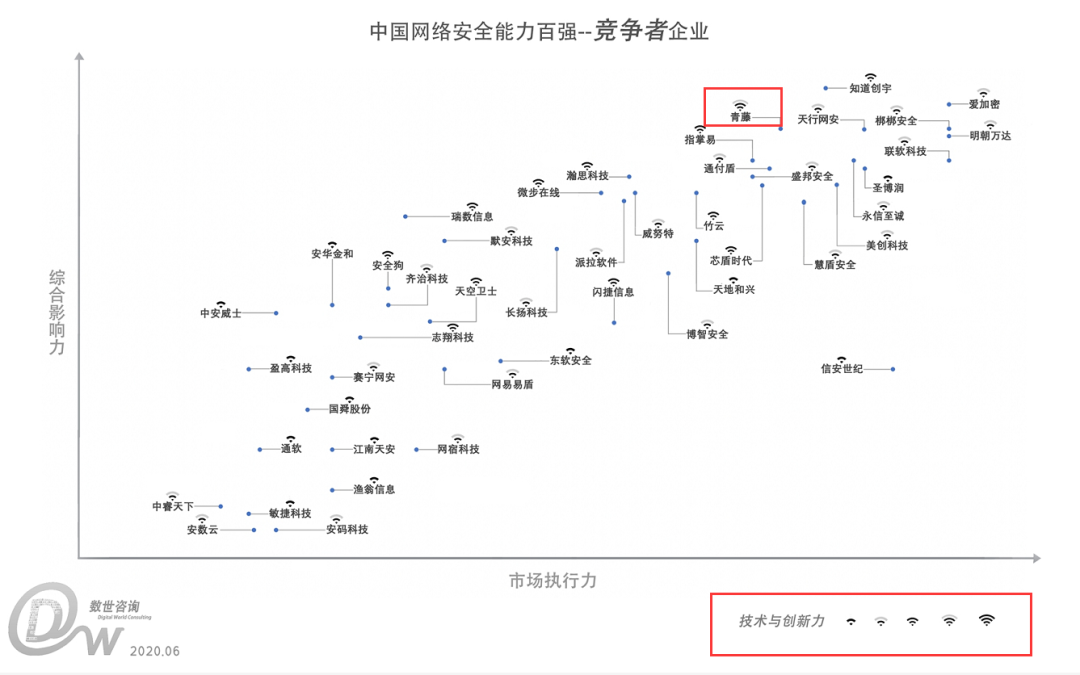 中国网络安全能力百强--竞争者企业
知道创宇
爱加密
青藤
天行网安
梆梆安全
明朝万达
指掌易
联软科技
通付盾
瀚思科技
盛邦安全
圣博润
微步在线
永信至诚
瑞数信息
竹云
威努特
默安科技
美创科技
安华金和
派拉软件
芯盾时代
慧盾安全
安全狗
齐治科技
天空卫士
闪捷信息
天地和兴
中安威士
长扬科技
志翔科技
博智安全
东软安全
盈高科技
信安世纪
赛宁网安
网易易盾
国舜股份
通软
江南天安
网宿科技
渔翁信息
中睿天下
敏捷科技
安数云
安码科技
综合影响力
市场执行力
数世咨询
Digital World Consulting
DW
2020.06
技术与创新力